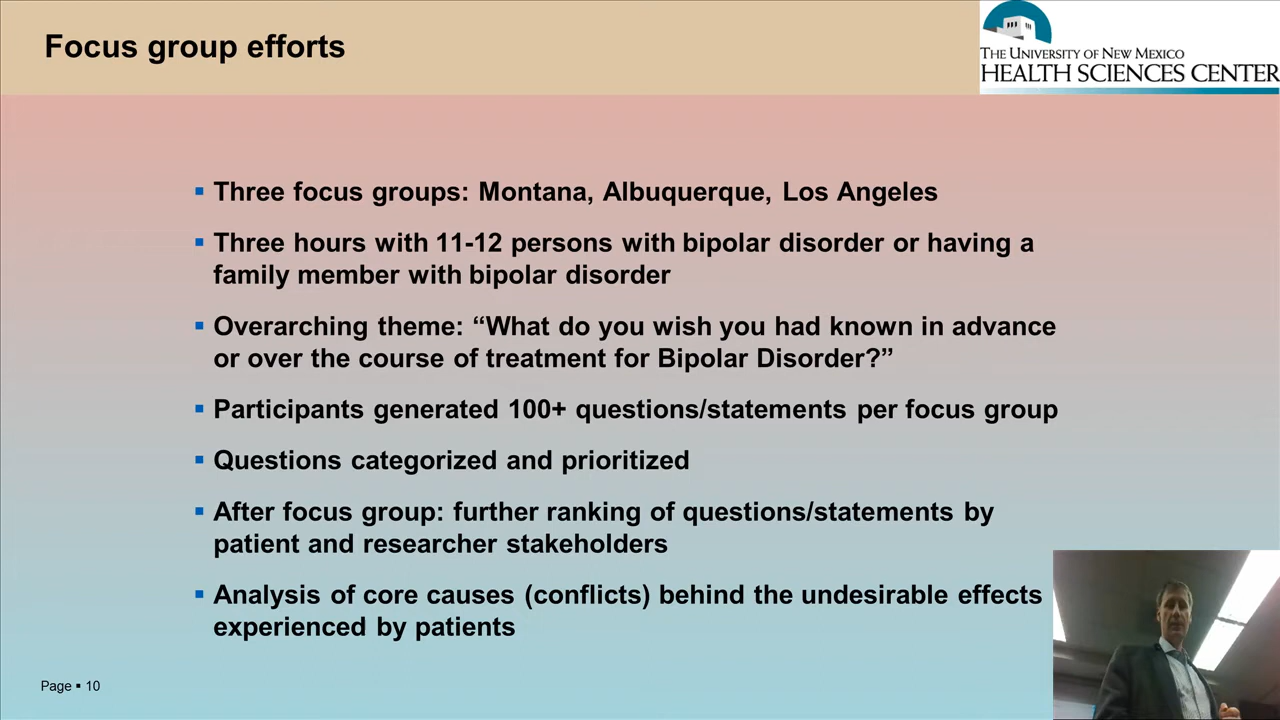 Focus group efforts
THE UNIVERSITY OF NEW MEXICO
HEALTH SCIENCES CENTER
▪ Three focus groups: Montana, Albuquerque, Los Angeles
▪ Three hours with 11-12 persons with bipolar disorder or having a
family member with bipolar disorder
▪ Overarching theme: “What do you wish you had known in advance
or over the course of treatment for Bipolar Disorder?”
▪ Participants generated 100+ questions/statements per focus group
▪ Questions categorized and prioritized
▪ After focus group: further ranking of questions/statements by
patient and researcher stakeholders
▪ Analysis of core causes (conflicts) behind the undesirable effects
experienced by patients
Page ▪ 10